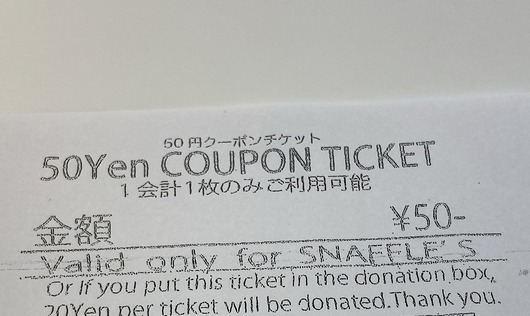 50円クーポンチケット
50Yen COUPON TICKET
1会計1枚のみご利用可能
金額 ¥50-
Valid only for SNAFFLE'S
Or If you put this ticket in the donation box,
20Yen per ticket will be donated.Thank you.